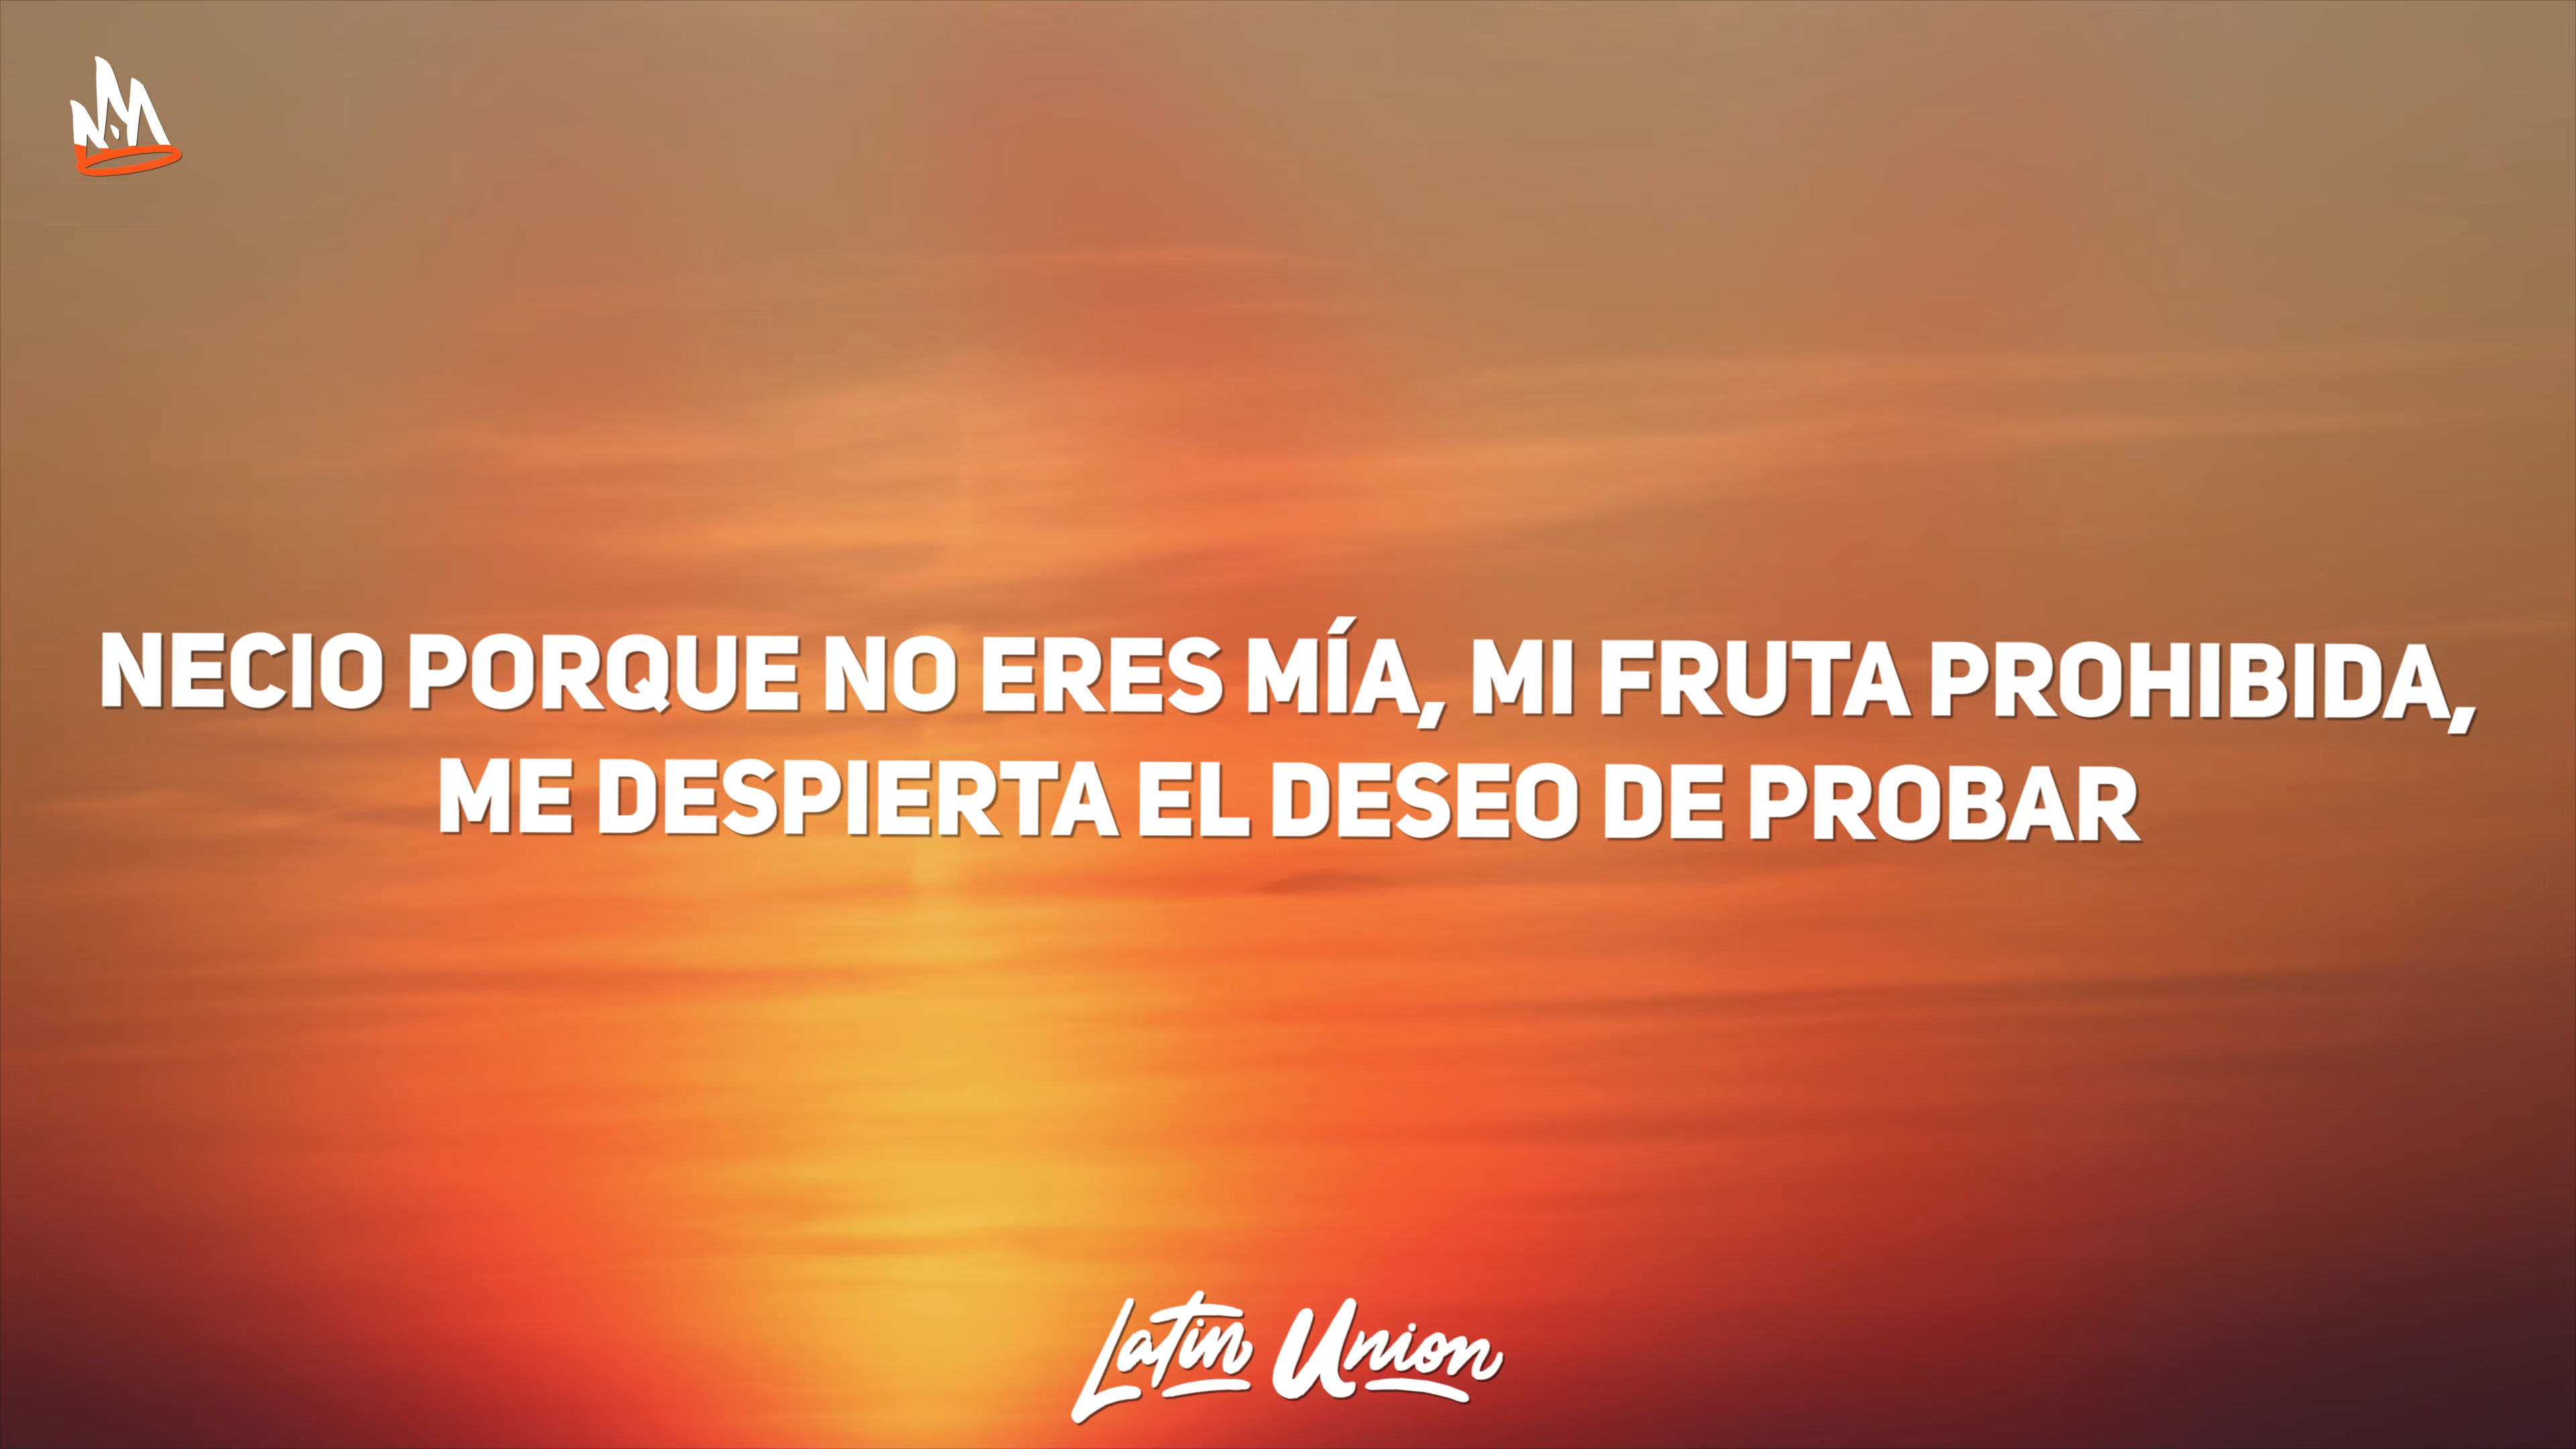 NECIO PORQUE NO ERES MÍA, MI FRUTA PROHIBIDA,
ME DESPIERTA EL DESEO DE PROBAR
Latin Union